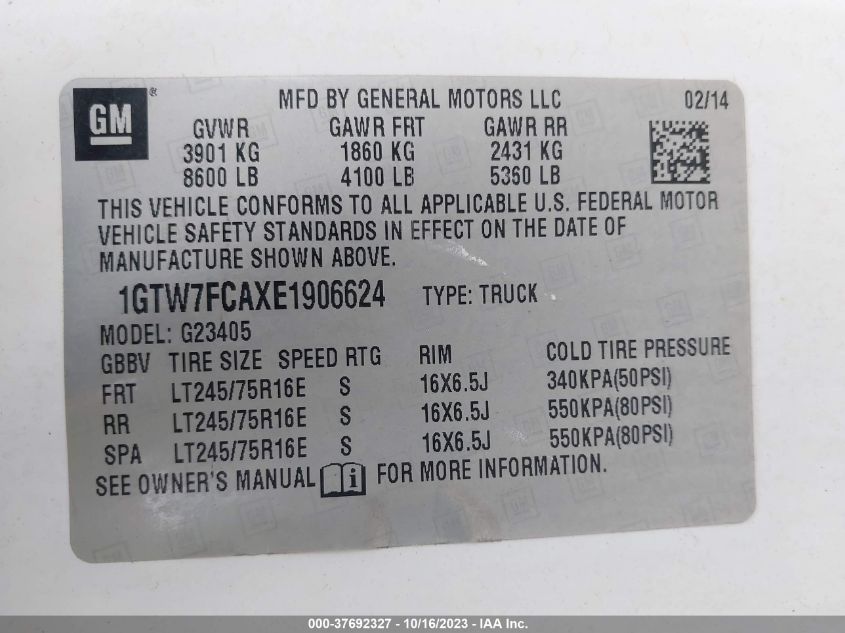 GM ® MFD BY GENERAL MOTORS LLC 02/14
GVWR GAWR FRT GAWR RR
3901 KG 1860 KG 2431 KG
8600 LB 4100 LB 5360 LB
THIS VEHICLE CONFORMS TO ALL APPLICABLE U.S. FEDERAL MOTOR
VEHICLE SAFETY STANDARDS IN EFFECT ON THE DATE OF
MANUFACTURE SHOWN ABOVE.
1GTW7FCAXE1906624 TYPE: TRUCK
MODEL: G23405
GBBV TIRE SIZE SPEED RTG RIM COLD TIRE PRESSURE
FRT LT245/75R16E S 16X6.5J 340KPA(50PSI)
RR LT245/75R16E S 16X6.5J 550KPA(80PSI)
SPA LT245/75R16E S 16X6.5J 550KPA(80PSI)
SEE OWNER'S MANUAL i FOR MORE INFORMATION.
000-37692327 - 10/16/2023 - IAA Inc.